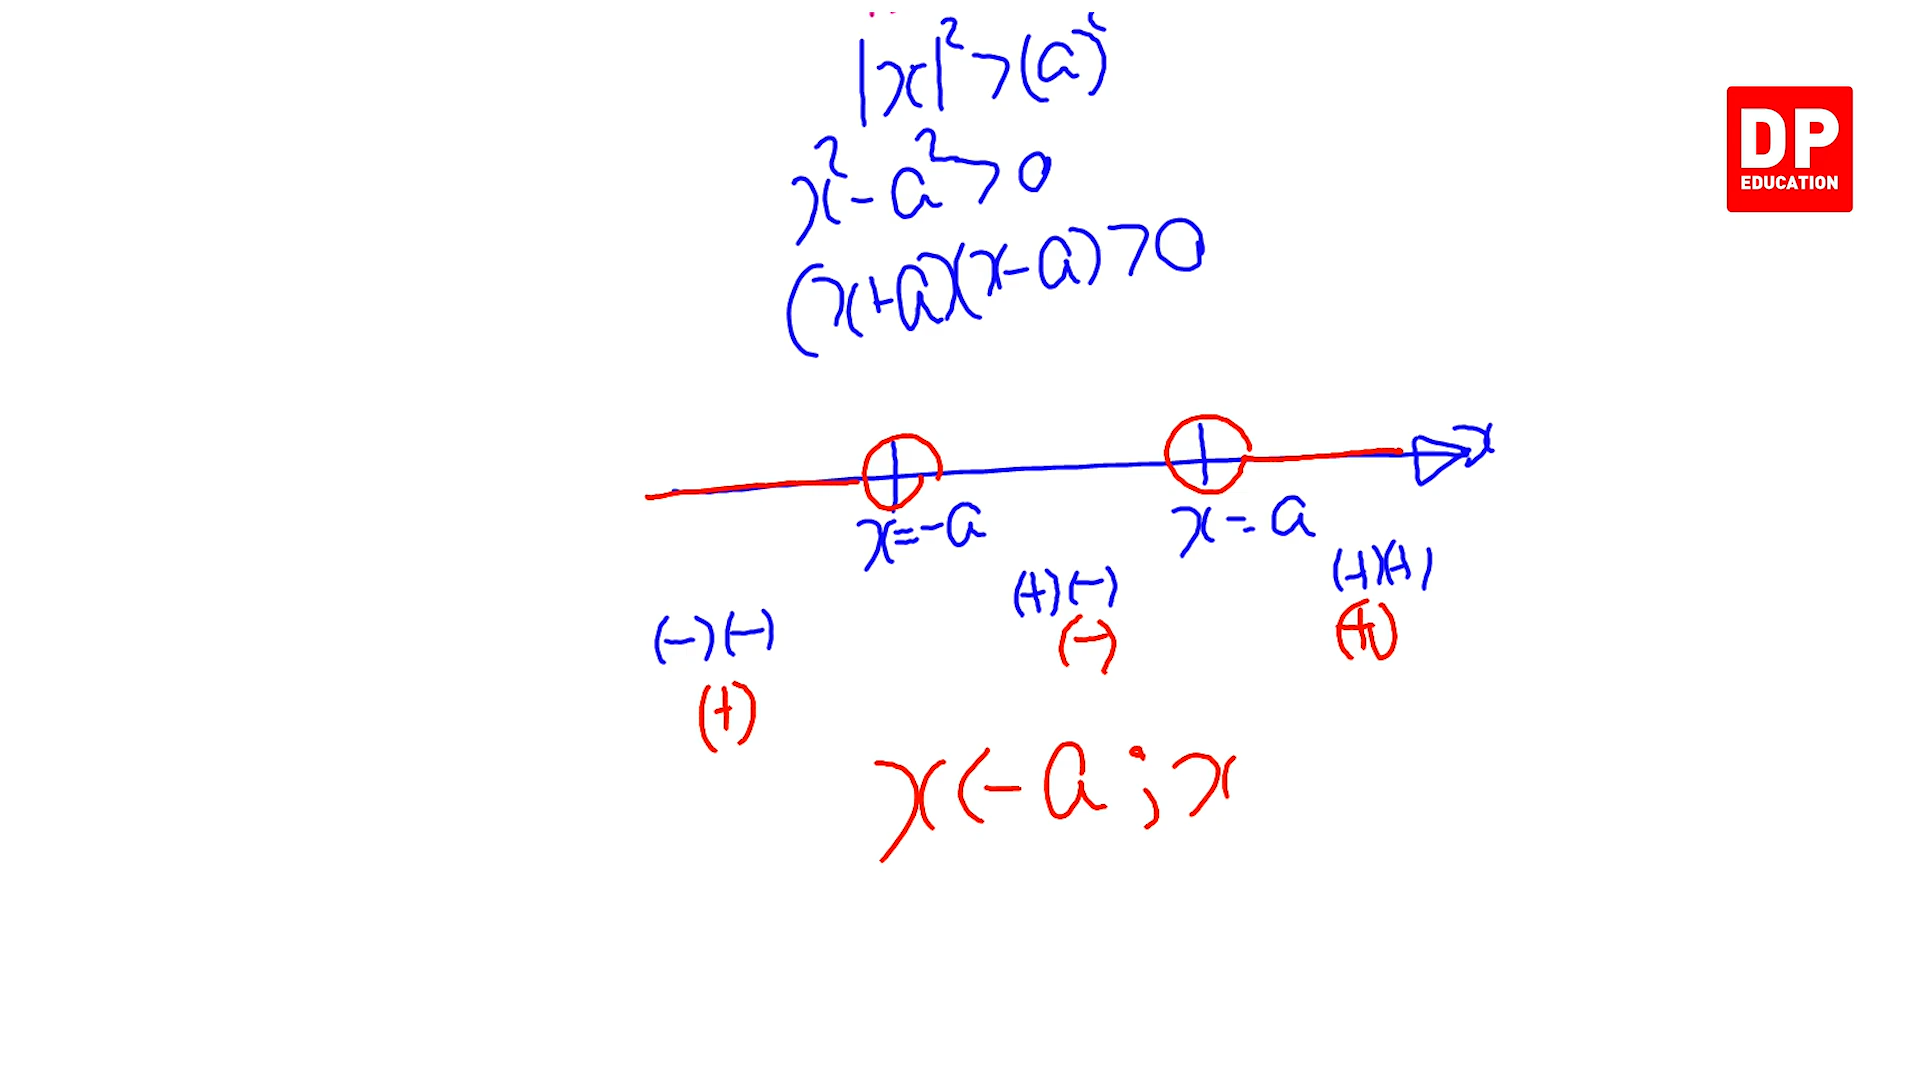 |x|² > (a)²
DP
EDUCATION
x² - a² > 0
(x+a)(x-a) > 0
x
x=-a
x = a
(-)(-)
(+)(-)
(+)(+)
(+)
(-)
(+)
x < -a ; x